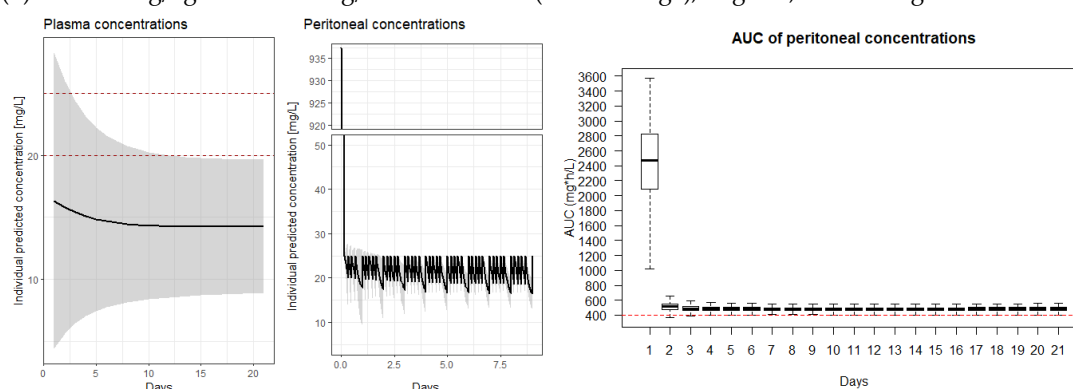 Plasma concentrations
Individual predicted concentration [mg/L]
20
10
0 5 10 15 20
Days
Peritoneal concentrations
Individual predicted concentration [mg/L]
935
930
925
920
50
40
30
20
10
0.0 2.5 5.0 7.5
Days
AUC of peritoneal concentrations
AUC (mg*h/L)
3600
3400
3200
3000
2800
2600
2400
2200
2000
1800
1600
1400
1200
1000
800
600
400
1 2 3 4 5 6 7 8 9 10 11 12 13 14 15 16 17 18 19 20 21
Days